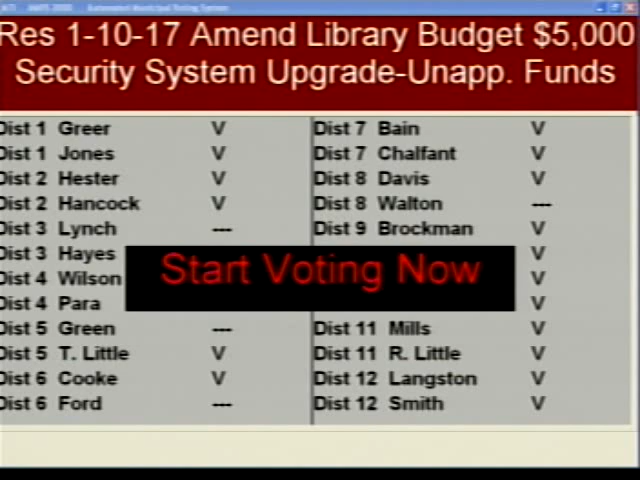 Automated Municipal Voting System
Res 1-10-17 Amend Library Budget $5,000
Security System Upgrade-Unapp. Funds
Dist 1 Greer V
Dist 1 Jones V
Dist 2 Hester V
Dist 2 Hancock V
Dist 3 Lynch ---
Dist 3 Hayes
Dist 4 Wilson
Dist 4 Para
Dist 5 Green ---
Dist 5 T. Little V
Dist 6 Cooke V
Dist 6 Ford ---
Dist 7 Bain V
Dist 7 Chalfant V
Dist 8 Davis V
Dist 8 Walton ---
Dist 9 Brockman V
V
V
V
Dist 11 Mills V
Dist 11 R. Little V
Dist 12 Langston V
Dist 12 Smith V
Start Voting Now